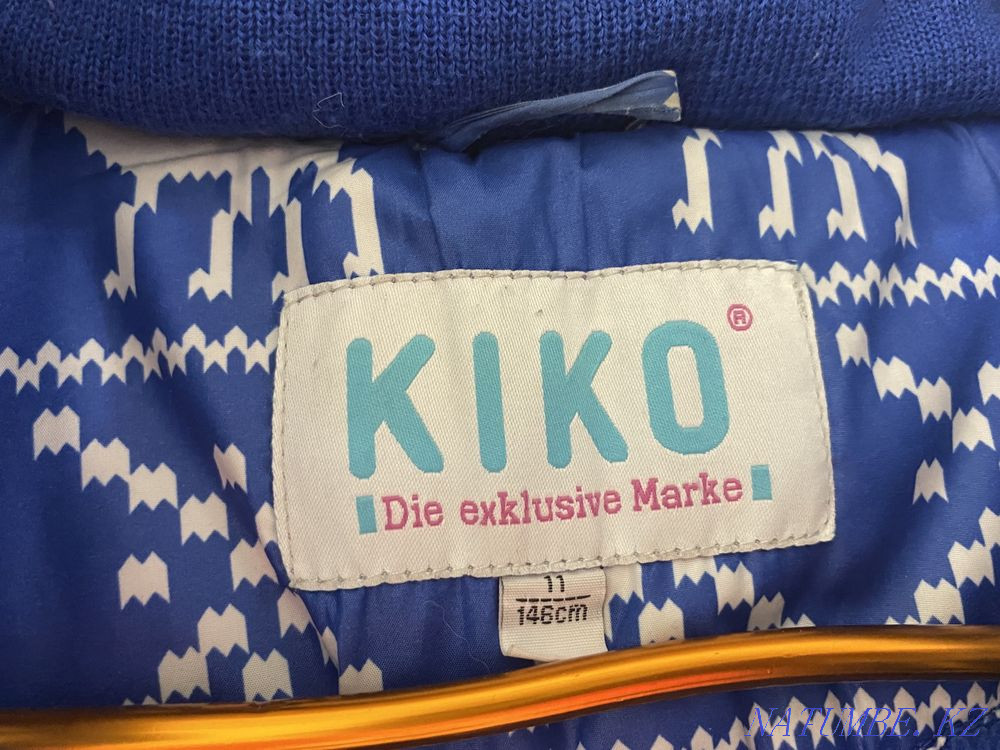 KIKO®
Die exklusive Marke
11
146cm
NATUMBE.KZ